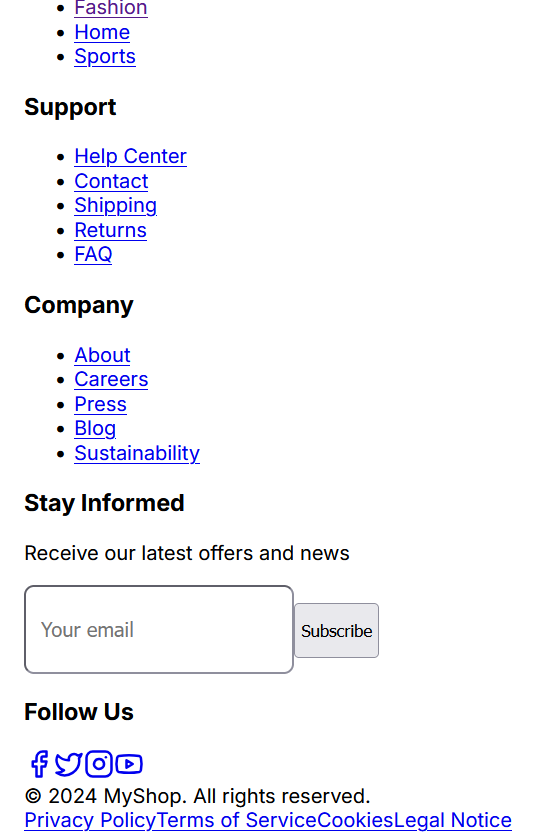 Fashion
Home
Sports
Support
Help Center
Contact
Shipping
Returns
FAQ
Company
About
Careers
Press
Blog
Sustainability
Stay Informed
Receive our latest offers and news
Your email Subscribe
Follow Us
© 2024 MyShop. All rights reserved.
Privacy PolicyTerms of ServiceCookiesLegal Notice